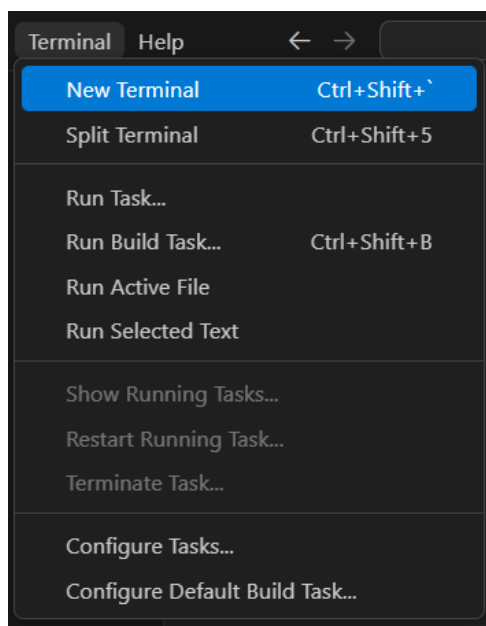 Terminal Help ← →
New Terminal Ctrl+Shift+`
Split Terminal Ctrl+Shift+5
Run Task...
Run Build Task... Ctrl+Shift+B
Run Active File
Run Selected Text
Show Running Tasks...
Restart Running Task...
Terminate Task...
Configure Tasks...
Configure Default Build Task...